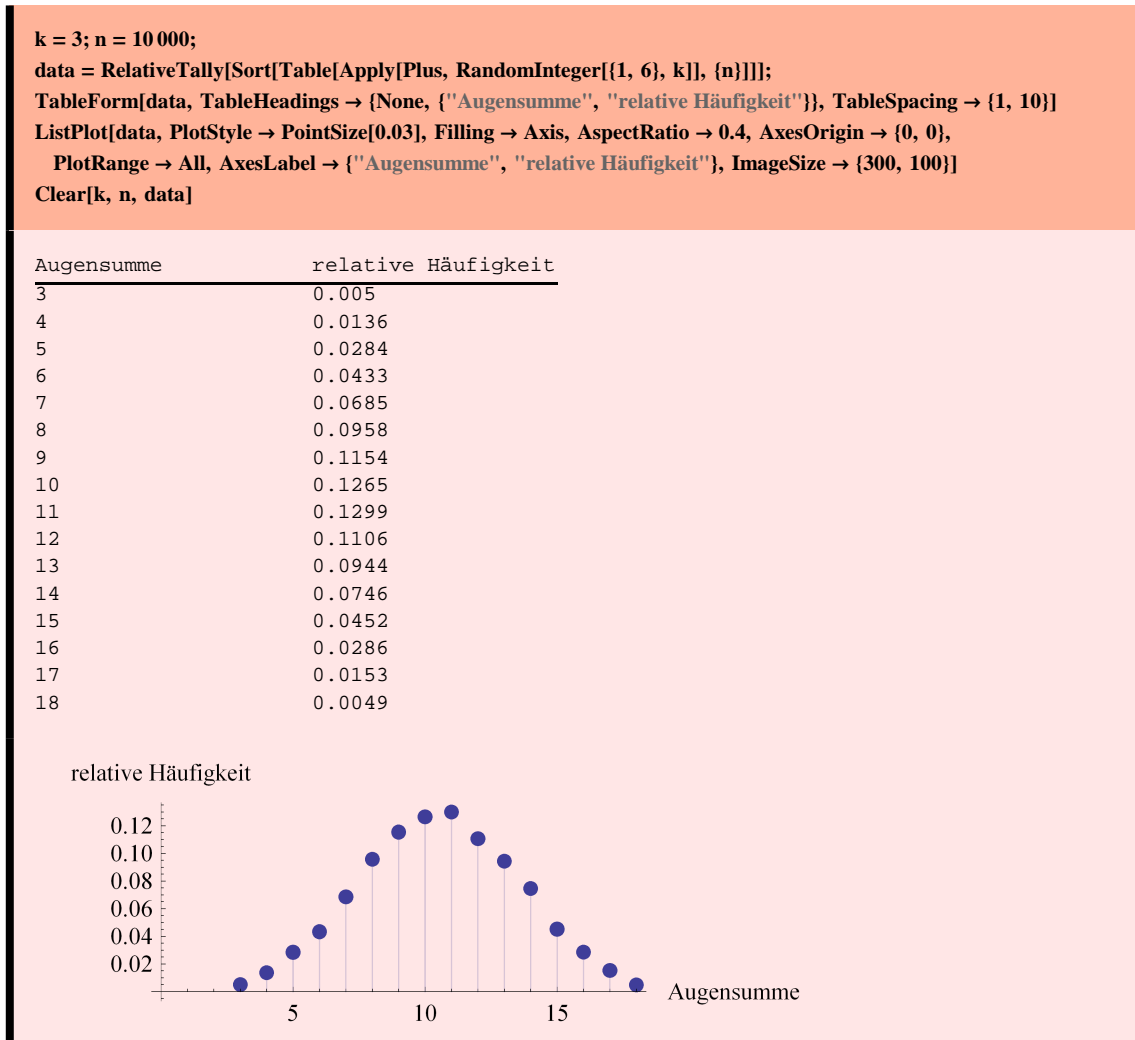 k = 3; n = 10 000;
data = RelativeTally[Sort[Table[Apply[Plus, RandomInteger[{1, 6}, k]], {n}]]];
TableForm[data, TableHeadings → {None, {"Augensumme", "relative Häufigkeit"}}, TableSpacing → {1, 10}]
ListPlot[data, PlotStyle → PointSize[0.03], Filling → Axis, AspectRatio → 0.4, AxesOrigin → {0, 0},
PlotRange → All, AxesLabel → {"Augensumme", "relative Häufigkeit"}, ImageSize → {300, 100}]
Clear[k, n, data]
Augensumme relative Häufigkeit
3 0.005
4 0.0136
5 0.0284
6 0.0433
7 0.0685
8 0.0958
9 0.1154
10 0.1265
11 0.1299
12 0.1106
13 0.0944
14 0.0746
15 0.0452
16 0.0286
17 0.0153
18 0.0049
relative Häufigkeit
0.12
0.10
0.08
0.06
0.04
0.02
5 10 15 Augensumme